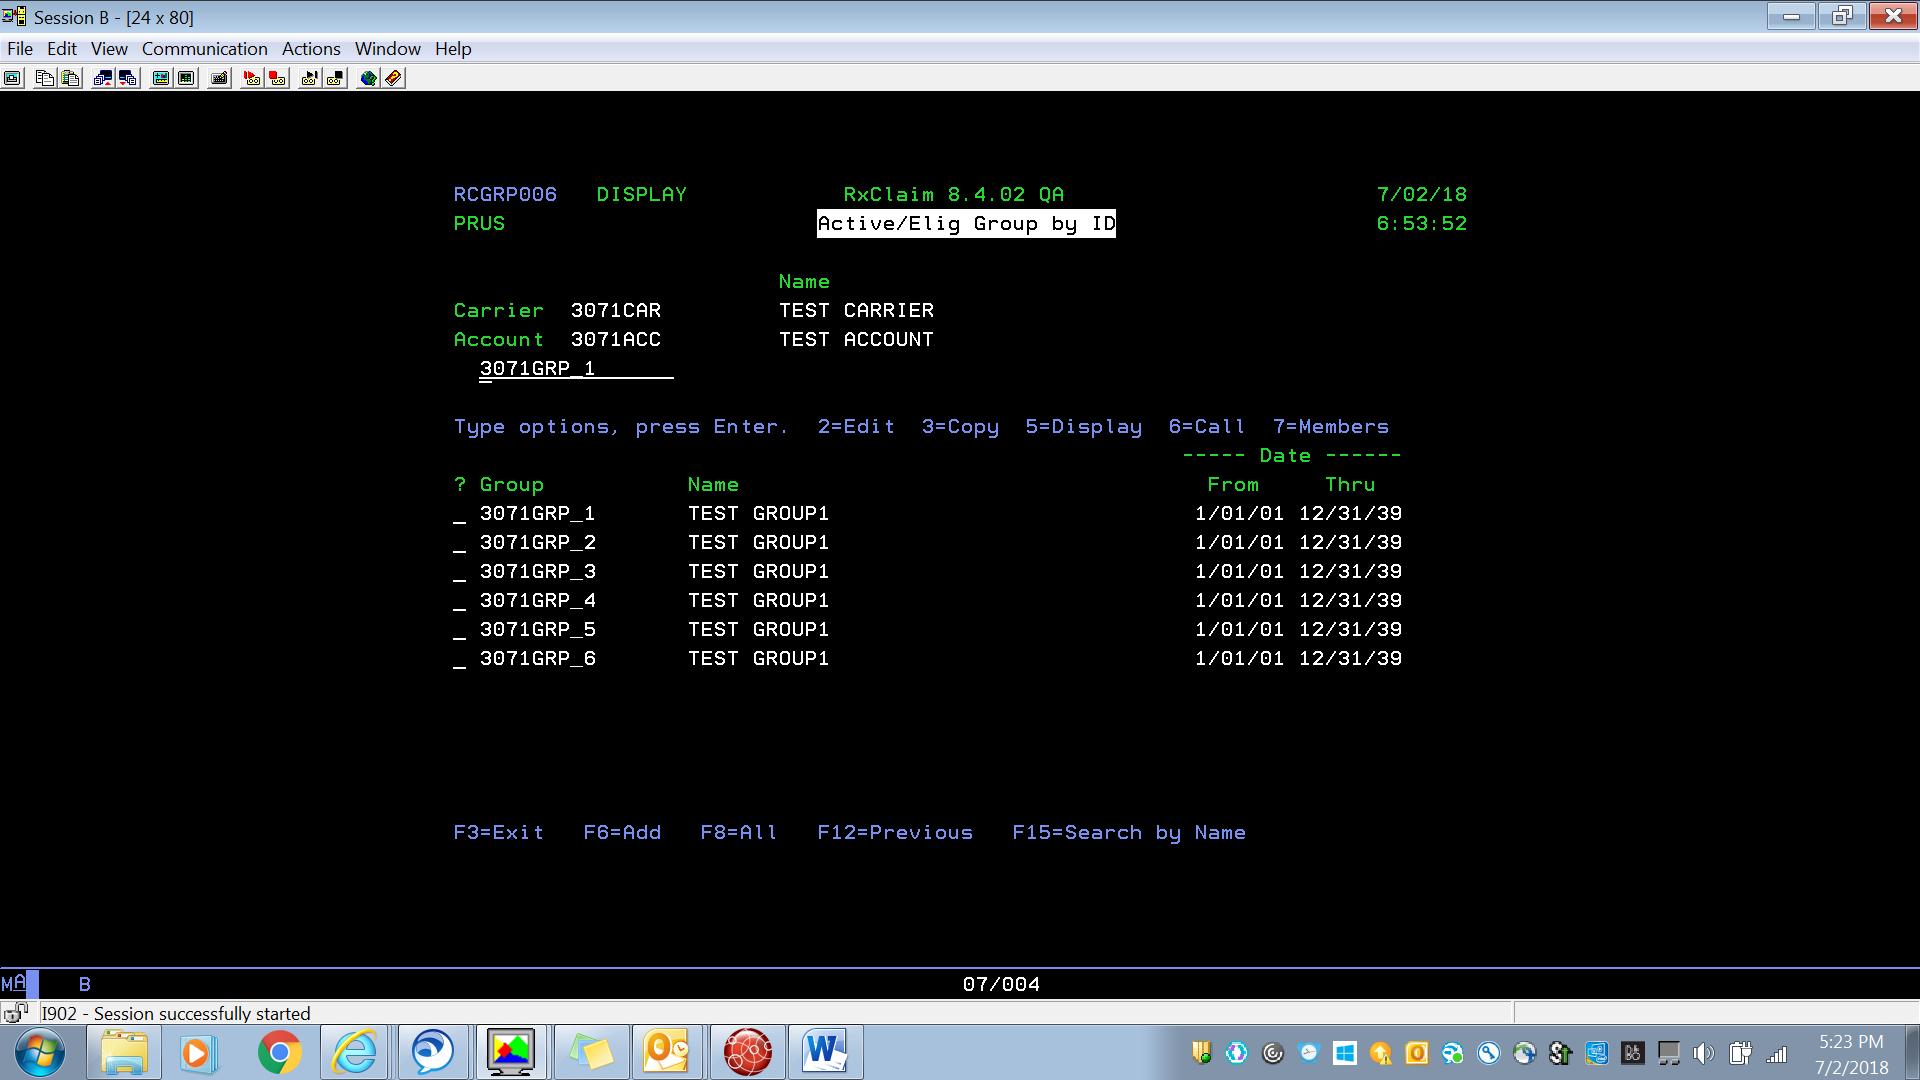 Session B - [24 x 80]
File Edit View Communication Actions Window Help
RCGRP006 DISPLAY RxClaim 8.4.02 QA 7/02/18
PRUS Active/Elig Group by ID 6:53:52
Name
Carrier 3071CAR TEST CARRIER
Account 3071ACC TEST ACCOUNT
3071GRP_1
Type options, press Enter. 2=Edit 3=Copy 5=Display 6=Call 7=Members
----- Date ------
? Group Name From Thru
_ 3071GRP_1 TEST GROUP1 1/01/01 12/31/39
_ 3071GRP_2 TEST GROUP1 1/01/01 12/31/39
_ 3071GRP_3 TEST GROUP1 1/01/01 12/31/39
_ 3071GRP_4 TEST GROUP1 1/01/01 12/31/39
_ 3071GRP_5 TEST GROUP1 1/01/01 12/31/39
_ 3071GRP_6 TEST GROUP1 1/01/01 12/31/39
F3=Exit F6=Add F8=All F12=Previous F15=Search by Name
MA B 07/004
I902 - Session successfully started
5:23 PM
7/2/2018